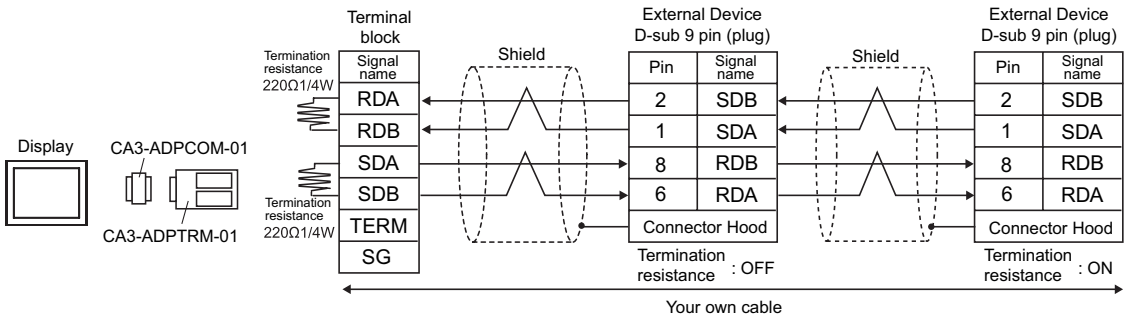 Display
CA3-ADPCOM-01
CA3-ADPTRM-01
Terminal
block
Termination
resistance
220Ω1/4W
Termination
resistance
220Ω1/4W
Signal
name
RDA
RDB
SDA
SDB
TERM
SG
Shield
External Device
D-sub 9 pin (plug)
Pin Signal
name
2 SDB
1 SDA
8 RDB
6 RDA
Connector Hood
Termination
resistance : OFF
Shield
External Device
D-sub 9 pin (plug)
Pin Signal
name
2 SDB
1 SDA
8 RDB
6 RDA
Connector Hood
Termination
resistance : ON
Your own cable